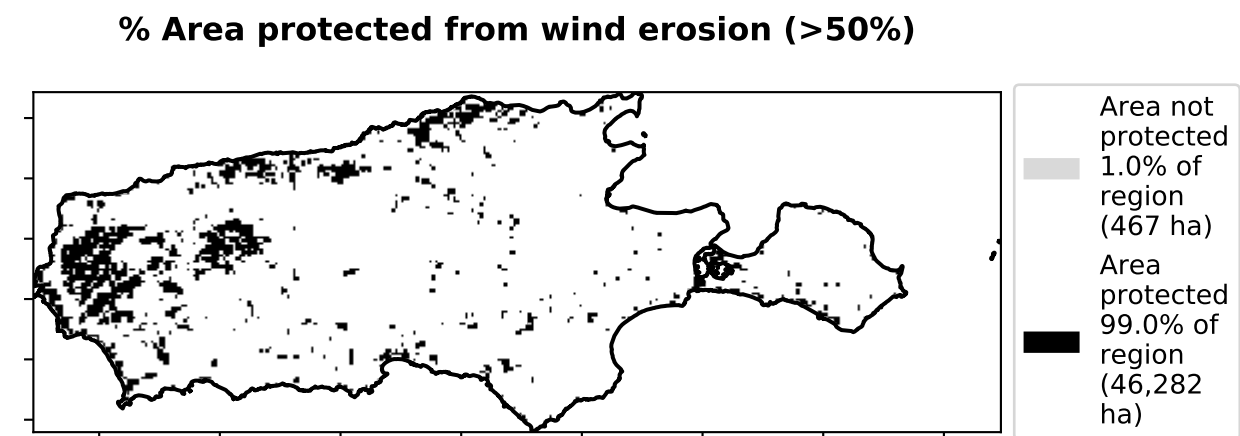 % Area protected from wind erosion (>50%)
Area not
protected
1.0% of
region
(467 ha)
Area
protected
99.0% of
region
(46,282
ha)